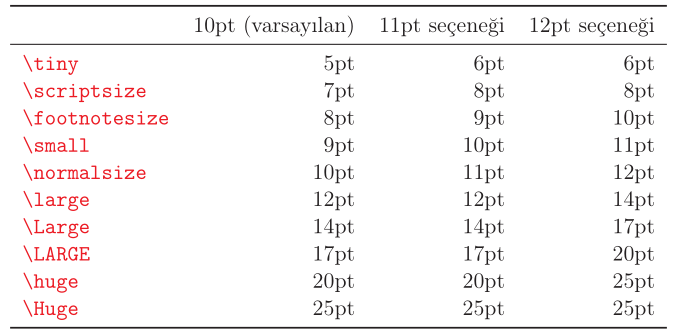 10pt (varsayılan) 11pt seçeneği 12pt seçeneği
\tiny 5pt 6pt 6pt
\scriptsize 7pt 8pt 8pt
\footnotesize 8pt 9pt 10pt
\small 9pt 10pt 11pt
\normalsize 10pt 11pt 12pt
\large 12pt 12pt 14pt
\Large 14pt 14pt 17pt
\LARGE 17pt 17pt 20pt
\huge 20pt 20pt 25pt
\Huge 25pt 25pt 25pt